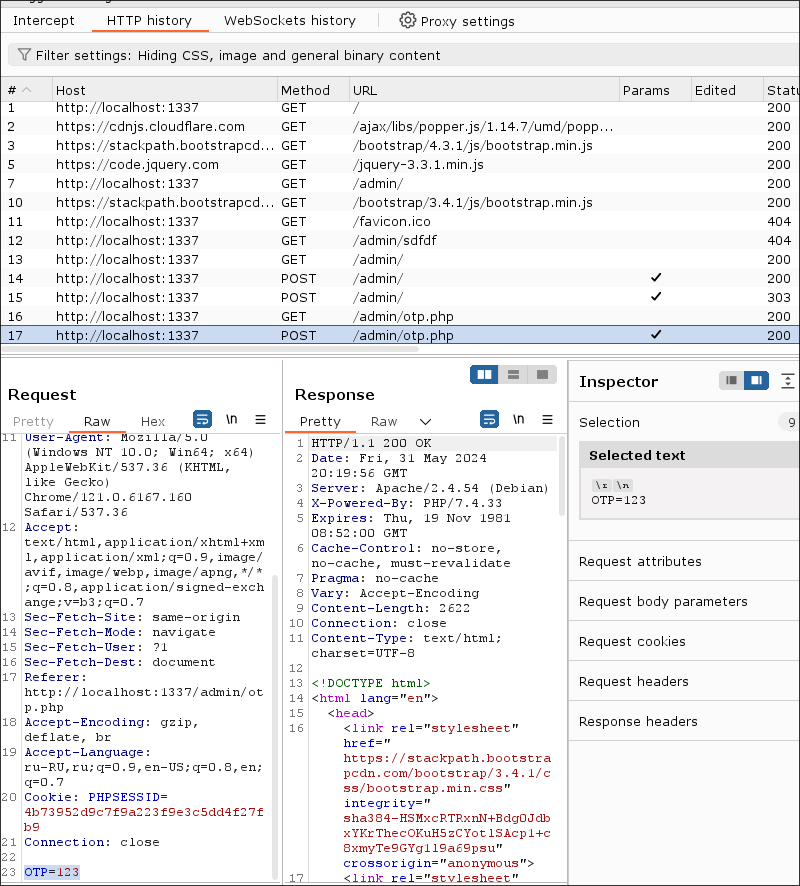 Intercept HTTP history WebSockets history Proxy settings
Filter settings: Hiding CSS, image and general binary content
# Host Method URL Params Edited Statu
1 http://localhost:1337 GET / 200
2 https://cdnjs.cloudflare.com GET /ajax/libs/popper.js/1.14.7/umd/popp... 200
3 https://stackpath.bootstrapcd... GET /bootstrap/4.3.1/js/bootstrap.min.js 200
5 https://code.jquery.com GET /jquery-3.3.1.min.js 200
7 http://localhost:1337 GET /admin/ 200
10 https://stackpath.bootstrapcd... GET /bootstrap/3.4.1/js/bootstrap.min.js 200
11 http://localhost:1337 GET /favicon.ico 404
12 http://localhost:1337 GET /admin/sdfdf 404
13 http://localhost:1337 GET /admin/ 200
14 http://localhost:1337 POST /admin/ ✓ 200
15 http://localhost:1337 POST /admin/ ✓ 303
16 http://localhost:1337 GET /admin/otp.php 200
17 http://localhost:1337 POST /admin/otp.php ✓ 200
Request
Pretty Raw Hex \n
11 User-Agent: Mozilla/5.0
(Windows NT 10.0; Win64; x64)
AppleWebKit/537.36 (KHTML,
like Gecko)
Chrome/121.0.6167.160
Safari/537.36
12 Accept:
text/html,application/xhtml+xm
l,application/xml;q=0.9,image/
avif,image/webp,image/apng,*/*
;q=0.8,application/signed-exch
ange;v=b3;q=0.7
13 Sec-Fetch-Site: same-origin
14 Sec-Fetch-Mode: navigate
15 Sec-Fetch-User: ?1
16 Sec-Fetch-Dest: document
17 Referer:
http://localhost:1337/admin/ot
p.php
18 Accept-Encoding: gzip,
deflate, br
19 Accept-Language:
ru-RU,ru;q=0.9,en-US;q=0.8,en;
q=0.7
20 Cookie: PHPSESSID=
4b73952d9c7f9a223f9e3c5dd4f27f
b9
21 Connection: close
22
23 OTP=123
Response
Pretty Raw \n
1 HTTP/1.1 200 OK
2 Date: Fri, 31 May 2024
20:19:56 GMT
3 Server: Apache/2.4.54 (Debian)
4 X-Powered-By: PHP/7.4.33
5 Expires: Thu, 19 Nov 1981
08:52:00 GMT
6 Cache-Control: no-store,
no-cache, must-revalidate
7 Pragma: no-cache
8 Vary: Accept-Encoding
9 Content-Length: 2622
10 Connection: close
11 Content-Type: text/html;
charset=UTF-8
12
13 <!DOCTYPE html>
14 <html lang="en">
15 <head>
16 <link rel="stylesheet"
href="
https://stackpath.bootstra
pcdn.com/bootstrap/3.4.1/c
ss/bootstrap.min.css"
integrity="
sha384-HSMxcRTRxnN+Bdg0Jdb
xYKrThecOKuH5zCYotlSAcp1+c
8xmyTe9GYg1l9a69psu"
crossorigin="anonymous">
17 <link rel="stylesheet"
Inspector
Selection 9
Selected text
\r \n
OTP=123
Request attributes
Request body parameters
Request cookies
Request headers
Response headers